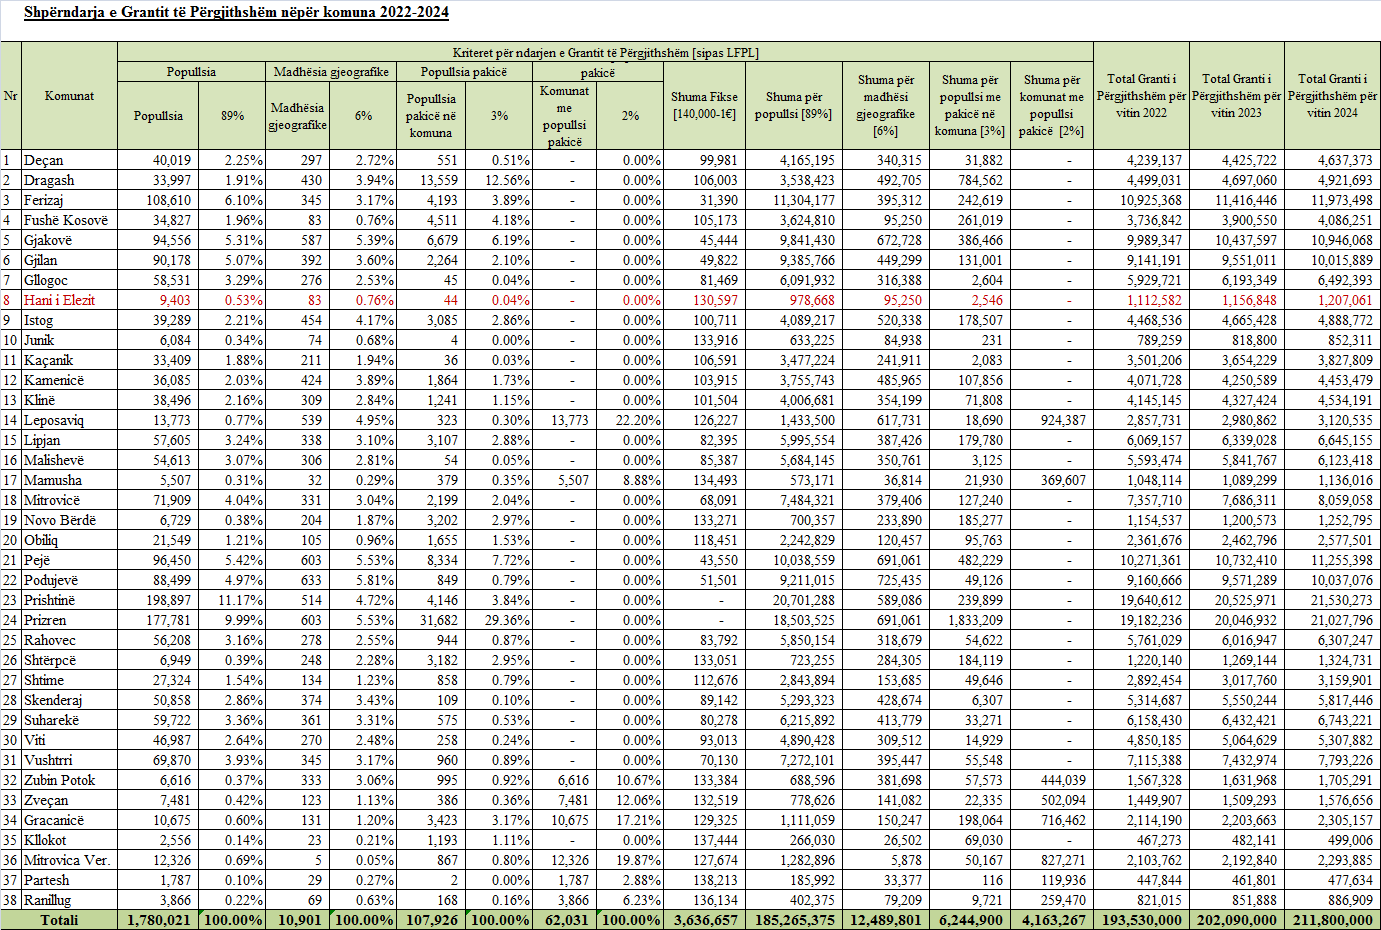 Shpërndarja e Grantit të Përgjithshëm nëpër komuna 2022-2024
Kriteret për ndarjen e Grantit të Përgjithshëm [sipas LFPL]
Nr Komunat Popullsia Madhësia gjeografike Popullsia pakicë pakicë Shuma Fikse [140,000-1€] Shuma për popullsi [89%] Shuma për madhësi gjeografike [6%] Shuma për popullsi me pakicë në komuna [3%] Shuma për komunat me popullsi pakicë [2%] Total Granti i Përgjithshëm për vitin 2022 Total Granti i Përgjithshëm për vitin 2023 Total Granti i Përgjithshëm për vitin 2024
Popullsia 89% Madhësia gjeografike 6% Popullsia pakicë në komuna 3% Komunat me popullsi pakicë 2%
1 Deçan 40,019 2.25% 297 2.72% 551 0.51% - 0.00% 99,981 4,165,195 340,315 31,882 - 4,239,137 4,425,722 4,637,373
2 Dragash 33,997 1.91% 430 3.94% 13,559 12.56% - 0.00% 106,003 3,538,423 492,705 784,562 - 4,499,031 4,697,060 4,921,693
3 Ferizaj 108,610 6.10% 345 3.17% 4,193 3.89% - 0.00% 31,390 11,304,177 395,312 242,619 - 10,925,368 11,416,446 11,973,498
4 Fushë Kosovë 34,827 1.96% 83 0.76% 4,511 4.18% - 0.00% 105,173 3,624,810 95,250 261,019 - 3,736,842 3,900,550 4,086,251
5 Gjakovë 94,556 5.31% 587 5.39% 6,679 6.19% - 0.00% 45,444 9,841,430 672,728 386,466 - 9,989,347 10,437,597 10,946,068
6 Gjilan 90,178 5.07% 392 3.60% 2,264 2.10% - 0.00% 49,822 9,385,766 449,299 131,001 - 9,141,191 9,551,011 10,015,889
7 Gllogoc 58,531 3.29% 276 2.53% 45 0.04% - 0.00% 81,469 6,091,932 316,388 2,604 - 5,929,721 6,193,349 6,492,393
8 Hani i Elezit 9,403 0.53% 83 0.76% 44 0.04% - 0.00% 130,597 978,668 95,250 2,546 - 1,112,582 1,156,848 1,207,061
9 Istog 39,289 2.21% 454 4.17% 3,085 2.86% - 0.00% 100,711 4,089,217 520,338 178,507 - 4,468,536 4,665,428 4,888,772
10 Junik 6,084 0.34% 74 0.68% 4 0.00% - 0.00% 133,916 633,225 84,938 231 - 789,259 818,800 852,311
11 Kaçanik 33,409 1.88% 211 1.94% 36 0.03% - 0.00% 106,591 3,477,224 241,911 2,083 - 3,501,206 3,654,229 3,827,809
12 Kamenicë 36,085 2.03% 424 3.89% 1,864 1.73% - 0.00% 103,915 3,755,743 485,965 107,856 - 4,071,728 4,250,589 4,453,479
13 Klinë 38,496 2.16% 309 2.84% 1,241 1.15% - 0.00% 101,504 4,006,681 354,199 71,808 - 4,145,145 4,327,424 4,534,191
14 Leposaviq 13,773 0.77% 539 4.95% 323 0.30% 13,773 22.20% 126,227 1,433,500 617,731 18,690 924,387 2,857,731 2,980,862 3,120,535
15 Lipjan 57,605 3.24% 338 3.10% 3,107 2.88% - 0.00% 82,395 5,995,554 387,426 179,780 - 6,069,157 6,339,028 6,645,155
16 Malishevë 54,613 3.07% 306 2.81% 54 0.05% - 0.00% 85,387 5,684,145 350,761 3,125 - 5,593,474 5,841,767 6,123,418
17 Mamusha 5,507 0.31% 32 0.29% 379 0.35% 5,507 8.88% 134,493 573,171 36,814 21,930 369,607 1,048,114 1,089,299 1,136,016
18 Mitrovicë 71,909 4.04% 331 3.04% 2,199 2.04% - 0.00% 68,091 7,484,321 379,406 127,240 - 7,357,710 7,686,311 8,059,058
19 Novo Bërdë 6,729 0.38% 204 1.87% 3,202 2.97% - 0.00% 133,271 700,357 233,890 185,277 - 1,154,537 1,200,573 1,252,795
20 Obiliq 21,549 1.21% 105 0.96% 1,655 1.53% - 0.00% 118,451 2,242,829 120,457 95,763 - 2,361,676 2,462,796 2,577,501
21 Pejë 96,450 5.42% 603 5.53% 8,334 7.72% - 0.00% 43,550 10,038,559 691,061 482,229 - 10,271,361 10,732,410 11,255,398
22 Podujevë 88,499 4.97% 633 5.81% 849 0.79% - 0.00% 51,501 9,211,015 725,435 49,126 - 9,160,666 9,571,289 10,037,076
23 Prishtinë 198,897 11.17% 514 4.72% 4,146 3.84% - 0.00% - 20,701,288 589,086 239,899 - 19,640,612 20,525,971 21,530,273
24 Prizren 177,781 9.99% 603 5.53% 31,682 29.36% - 0.00% - 18,503,525 691,061 1,833,209 - 19,182,236 20,046,932 21,027,796
25 Rahovec 56,208 3.16% 278 2.55% 944 0.87% - 0.00% 83,792 5,850,154 318,679 54,622 - 5,761,029 6,016,947 6,307,247
26 Shtërpcë 6,949 0.39% 248 2.28% 3,182 2.95% - 0.00% 133,051 723,255 284,305 184,119 - 1,220,140 1,269,144 1,324,731
27 Shtime 27,324 1.54% 134 1.23% 858 0.79% - 0.00% 112,676 2,843,894 153,685 49,646 - 2,892,454 3,017,760 3,159,901
28 Skenderaj 50,858 2.86% 374 3.43% 109 0.10% - 0.00% 89,142 5,293,323 428,674 6,307 - 5,314,687 5,550,244 5,817,446
29 Suharekë 59,722 3.36% 361 3.31% 575 0.53% - 0.00% 80,278 6,215,892 413,779 33,271 - 6,158,430 6,432,421 6,743,221
30 Viti 46,987 2.64% 270 2.48% 258 0.24% - 0.00% 93,013 4,890,428 309,512 14,929 - 4,850,185 5,064,629 5,307,882
31 Vushtrri 69,870 3.93% 345 3.17% 960 0.89% - 0.00% 70,130 7,272,101 395,447 55,548 - 7,115,388 7,432,974 7,793,226
32 Zubin Potok 6,616 0.37% 333 3.06% 995 0.92% 6,616 10.67% 133,384 688,596 381,698 57,573 444,039 1,567,328 1,631,968 1,705,291
33 Zveçan 7,481 0.42% 123 1.13% 386 0.36% 7,481 12.06% 132,519 778,626 141,082 22,335 502,094 1,449,907 1,509,293 1,576,656
34 Gracanicë 10,675 0.60% 131 1.20% 3,423 3.17% 10,675 17.21% 129,325 1,111,059 150,247 198,064 716,462 2,114,190 2,203,663 2,305,157
35 Kllokot 2,556 0.14% 23 0.21% 1,193 1.11% - 0.00% 137,444 266,030 26,502 69,030 - 467,273 482,141 499,006
36 Mitrovica Ver. 12,326 0.69% 5 0.05% 867 0.80% 12,326 19.87% 127,674 1,282,896 5,878 50,167 827,271 2,103,762 2,192,840 2,293,885
37 Partesh 1,787 0.10% 29 0.27% 2 0.00% 1,787 2.88% 138,213 185,992 33,377 116 119,936 447,844 461,801 477,634
38 Ranillug 3,866 0.22% 69 0.63% 168 0.16% 3,866 6.23% 136,134 402,375 79,209 9,721 259,470 821,015 851,888 886,909
Totali 1,780,021 100.00% 10,901 100.00% 107,926 100.00% 62,031 100.00% 3,636,657 185,265,375 12,489,801 6,244,900 4,163,267 193,530,000 202,090,000 211,800,000